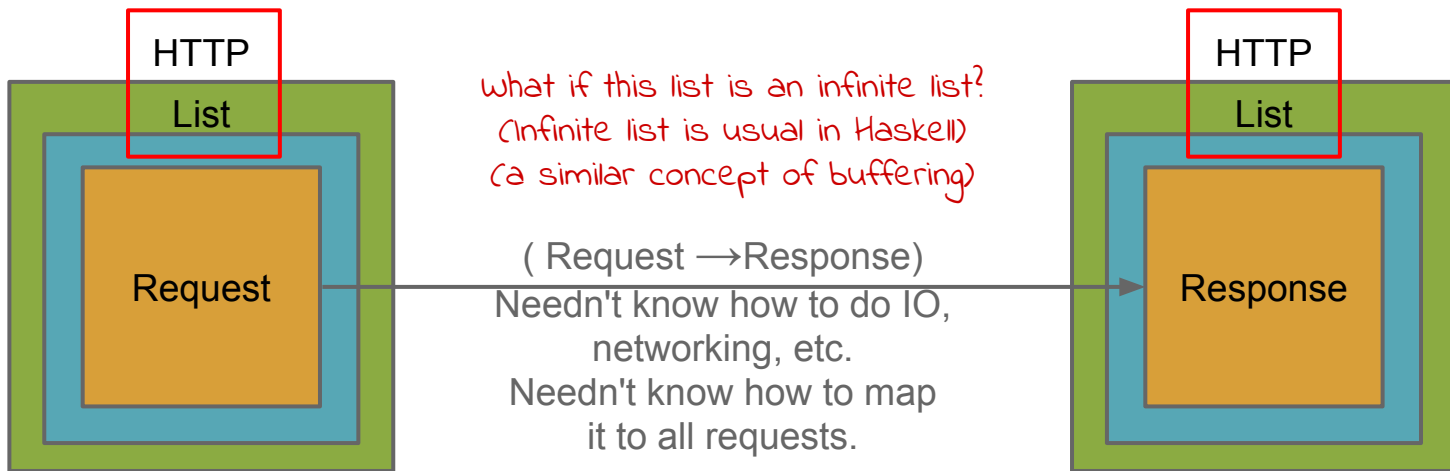 HTTP
List
Request
What if this list is an infinite list?
(Infinite list is usual in Haskell)
(a similar concept of buffering)
( Request →Response)
Needn't know how to do IO,
networking, etc.
Needn't know how to map
it to all requests.
HTTP
List
Response